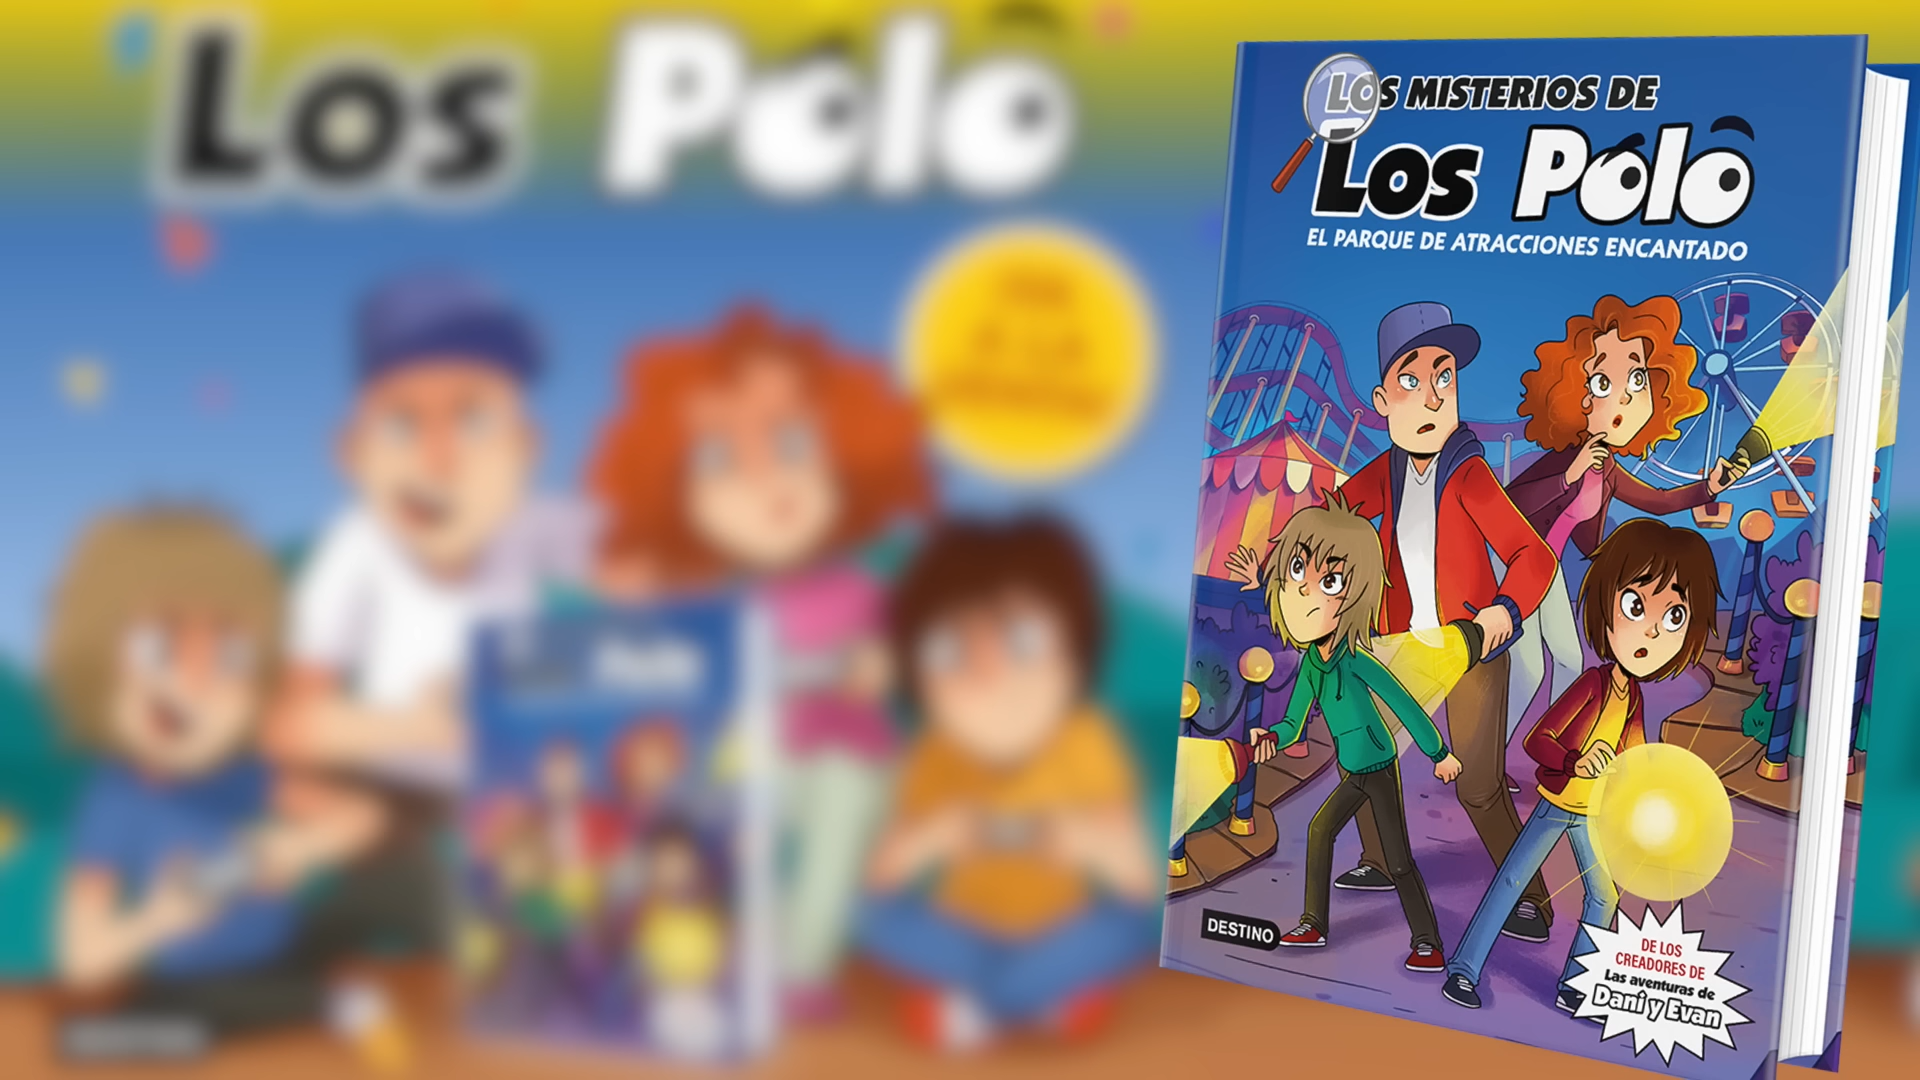 Los Polo
LOS MISTERIOS DE
Los Polo
EL PARQUE DE ATRACCIONES ENCANTADO
DESTINO
DE LOS
CREADORES DE
Las aventuras de
Dani y Evan